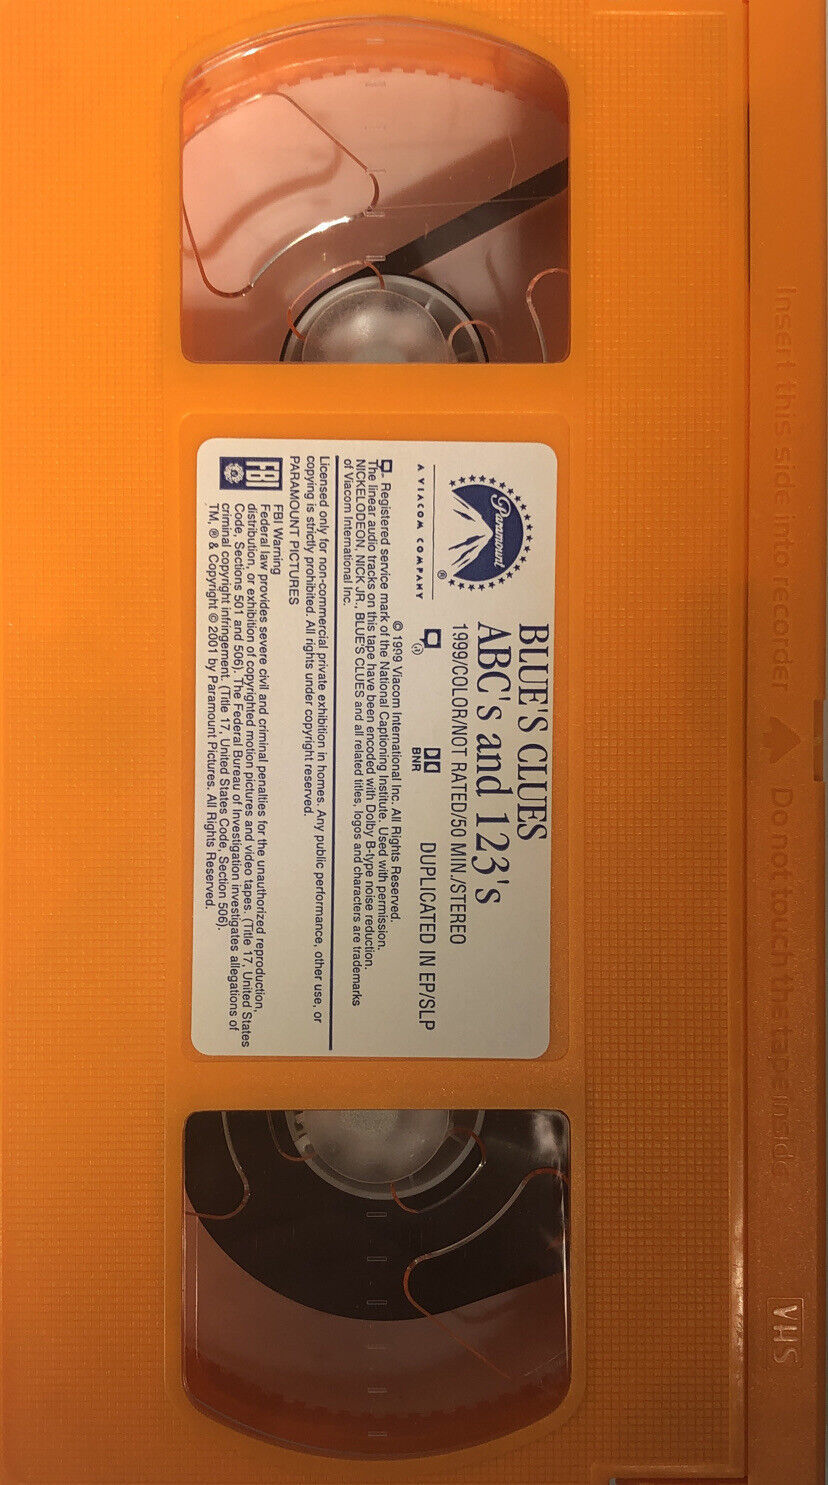 Insert this side into recorder Do not touch the tape inside
VHS
Paramount
®
A VIACOM COMPANY
BLUE'S CLUES
ABC's and 123's
1999/COLOR/NOT RATED/50 MIN./STEREO
BNR
DUPLICATED IN EP/SLP
© 1999 Viacom International Inc. All Rights Reserved.
- Registered service mark of the National Captioning Institute. Used with permission.
The linear audio tracks on this tape have been encoded with Dolby B-type noise reduction.
NICKELODEON, NICK JR., BLUE'S CLUES and all related titles, logos and characters are trademarks
of Viacom International Inc.
Licensed only for non-commercial private exhibition in homes. Any public performance, other use, or
copying is strictly prohibited. All rights under copyright reserved.
PARAMOUNT PICTURES
FBI
FBI Warning
Federal law provides severe civil and criminal penalties for the unauthorized reproduction,
distribution, or exhibition of copyrighted motion pictures and video tapes. (Title 17, United States
Code, Sections 501 and 506). The Federal Bureau of Investigation investigates allegations of
criminal copyright infringement. (Title 17, United States Code, Section 506).
TM, ® & Copyright © 2001 by Paramount Pictures. All Rights Reserved.